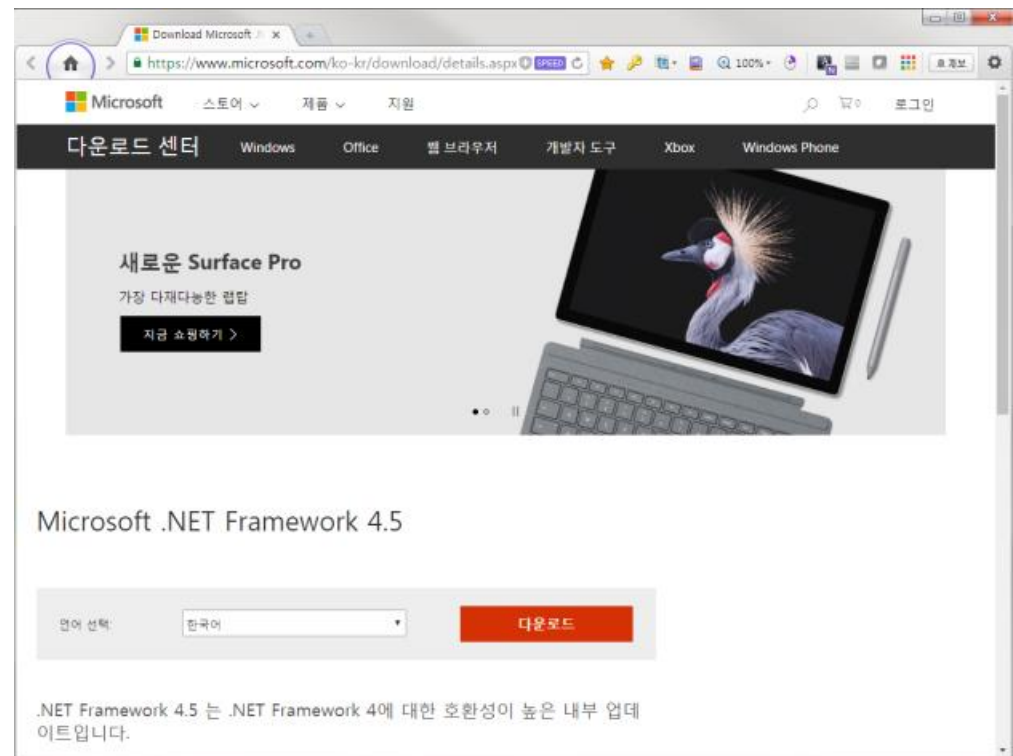 Download Microsoft
https://www.microsoft.com/ko-kr/download/details.aspx
SPEED
100%
Microsoft 스토어 제품 지원 로그인
다운로드 센터 Windows Office 웹 브라우저 개발자 도구 Xbox Windows Phone
새로운 Surface Pro
가장 다재다능한 랩탑
지금 쇼핑하기
Microsoft .NET Framework 4.5
언어 선택: 한국어 다운로드
.NET Framework 4.5 는 .NET Framework 4에 대한 호환성이 높은 내부 업데
이트입니다.